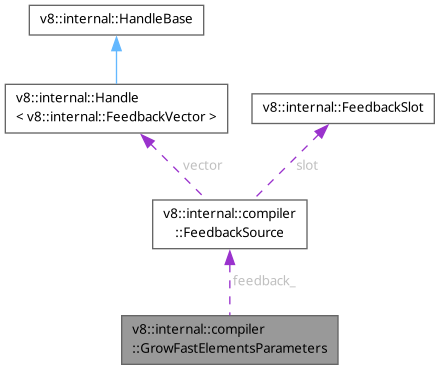 v8::internal::HandleBase
v8::internal::Handle
< v8::internal::FeedbackVector >
v8::internal::FeedbackSlot
vector
slot
v8::internal::compiler
::FeedbackSource
feedback_
v8::internal::compiler
::GrowFastElementsParameters